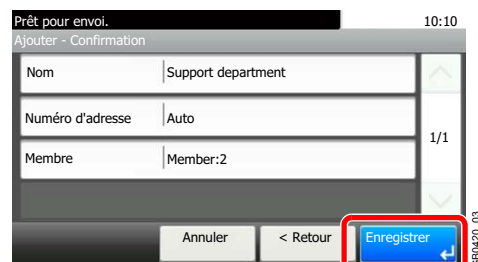 Prêt pour envoi. 10:10
Ajouter - Confirmation
Nom Support department
Numéro d'adresse Auto
1/1
Membre Member:2
Annuler < Retour Enregistrer